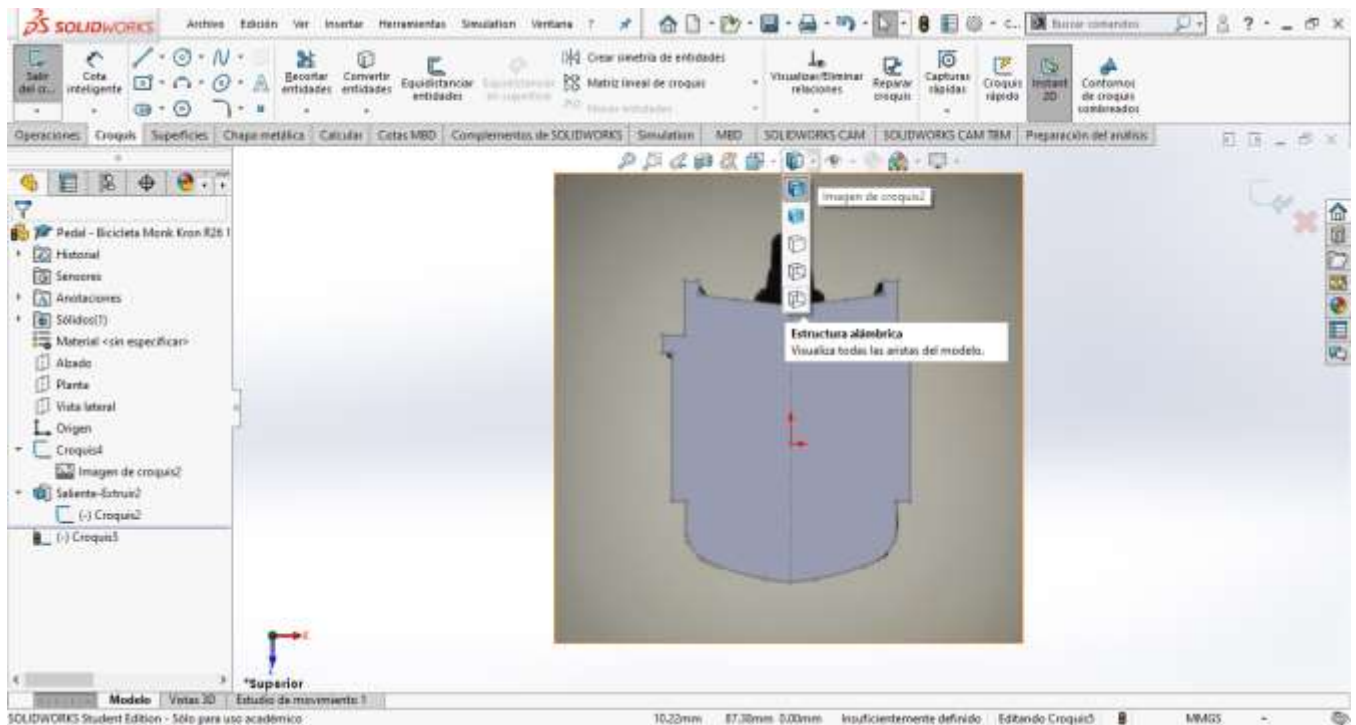 SOLIDWORKS Archivo Edición Ver Insertar Herramientas Simulation Ventana ? Buscar comandos
Salir del cr...
Cota inteligente
Recortar entidades
Convertir entidades
Equidistanciar entidades
Crear simetría de entidades
Matriz lineal de croquis
Mover entidades
Visualizar/Eliminar relaciones
Reparar croquis
Capturas rápidas
Croquis rápido
Instant 2D
Contornos de croquis sombreados
Operaciones Croquis Superficies Chapa metálica Calcular Cotas MBD Complementos de SOLIDWORKS Simulation MBD SOLIDWORKS CAM SOLIDWORKS CAM TBM Preparación del análisis
Imagen de croquis2
Pedal - Bicicleta Monk Kron R26 1
Historial
Sensores
Anotaciones
Sólidos(1)
Material <sin especificar>
Alzado
Planta
Vista lateral
Origen
Croquis4
Imagen de croquis2
Saliente-Extruir2
(-) Croquis2
(-) Croquis5
Estructura alámbrica
Visualiza todas las aristas del modelo.
*Superior
Modelo Vistas 3D Estudio de movimiento 1
SOLIDWORKS Student Edition - Sólo para uso académico 10.22mm 87.38mm 0.00mm Insuficientemente definido Editando Croquis5 MMGS